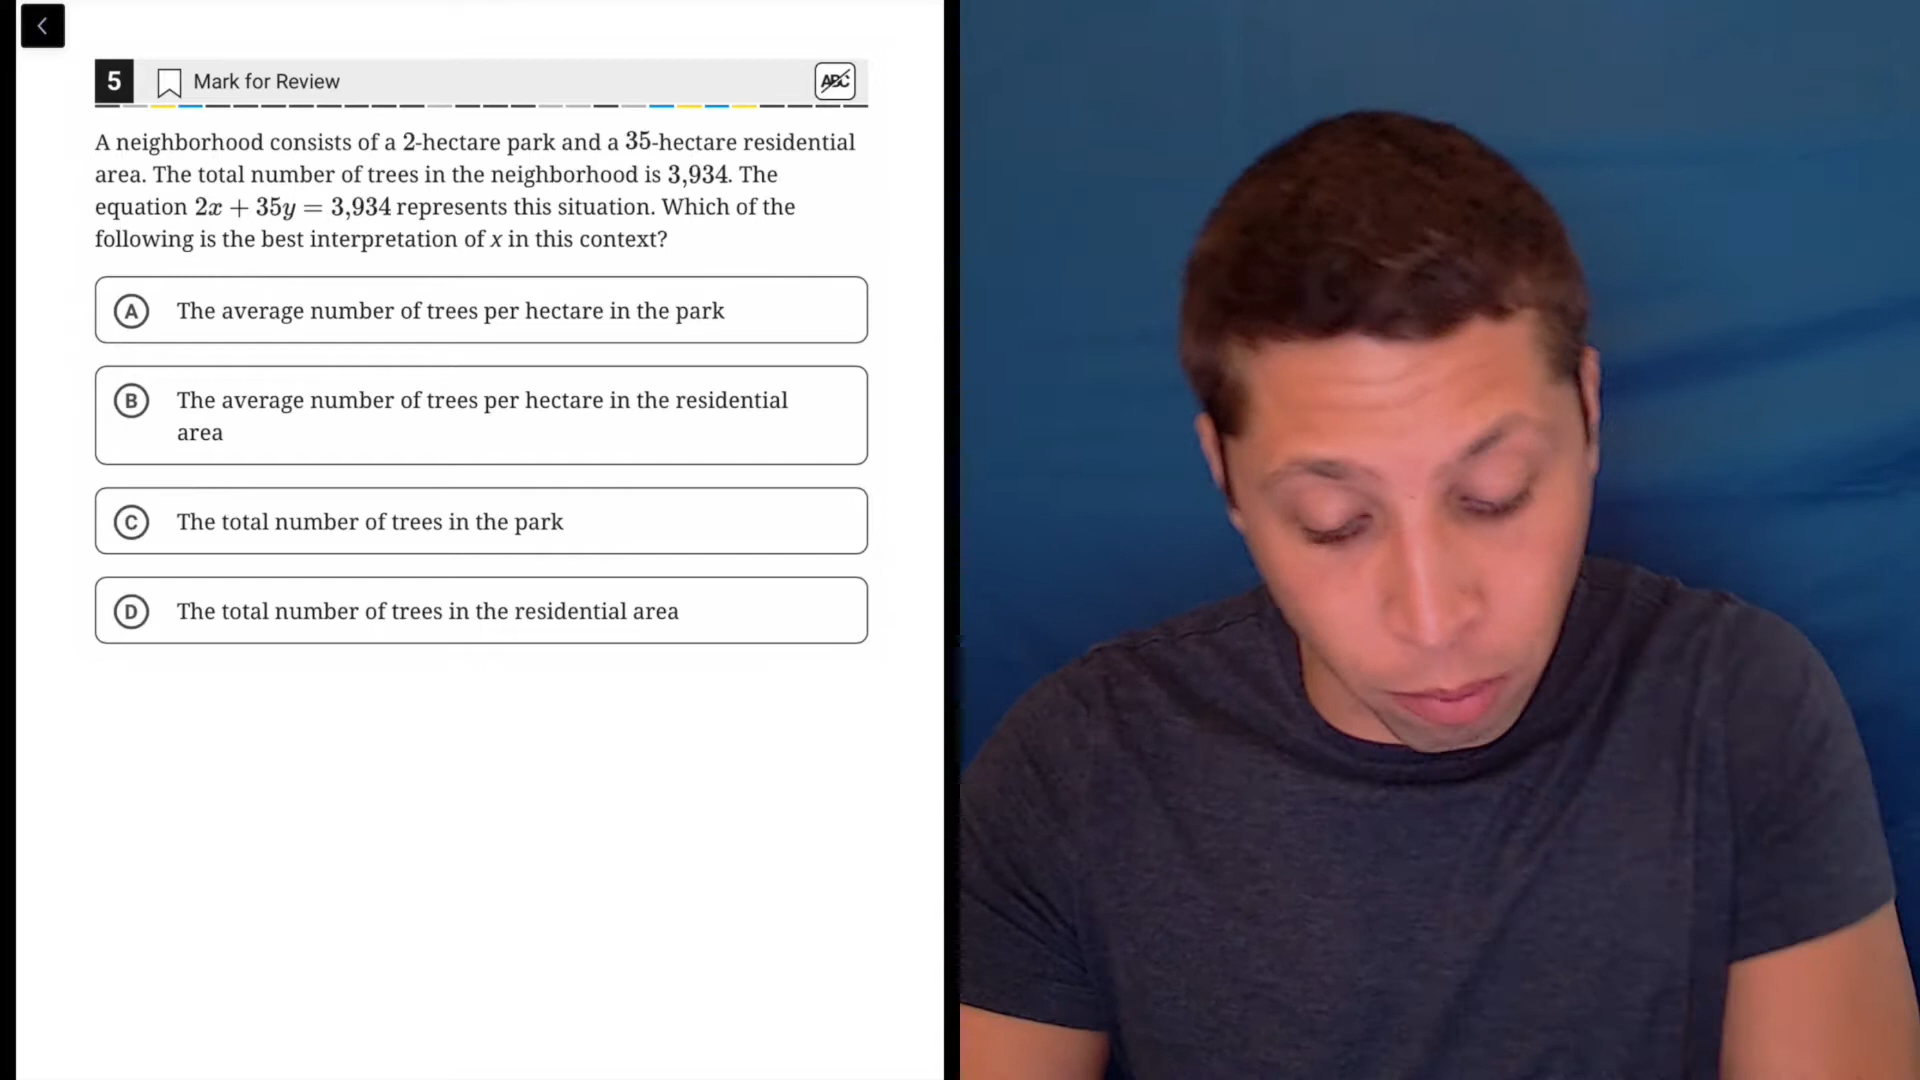 5 Mark for Review ABC
A neighborhood consists of a 2-hectare park and a 35-hectare residential
area. The total number of trees in the neighborhood is 3,934. The
equation 2x + 35y = 3,934 represents this situation. Which of the
following is the best interpretation of x in this context?
A The average number of trees per hectare in the park
B The average number of trees per hectare in the residential
area
C The total number of trees in the park
D The total number of trees in the residential area